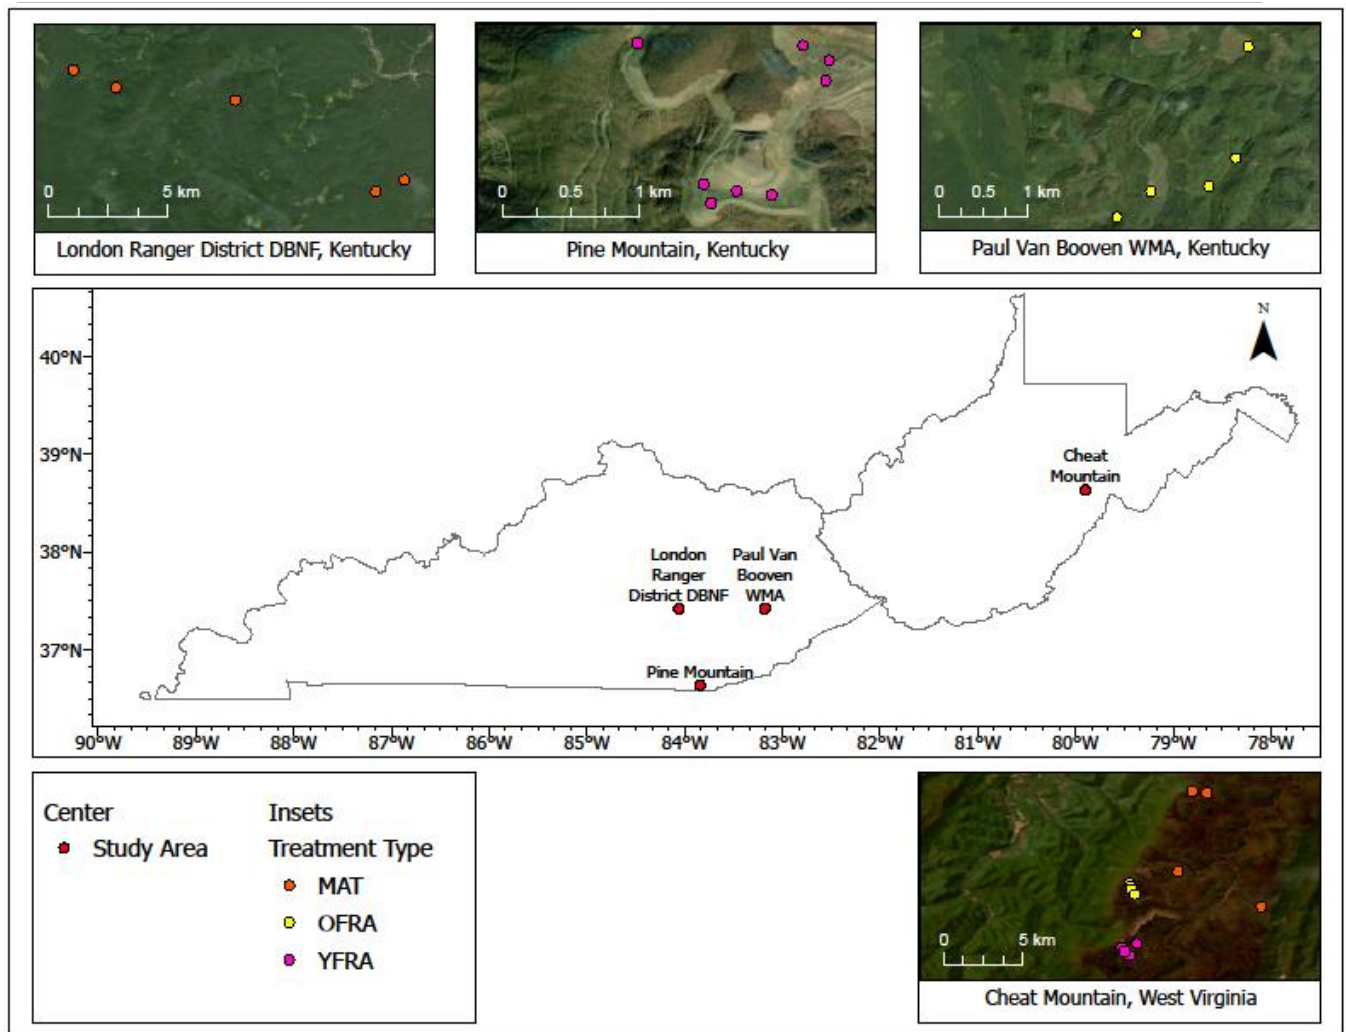 0 5 km
London Ranger District DBNF, Kentucky
0 0.5 1 km
Pine Mountain, Kentucky
0 0.5 1 km
Paul Van Booven WMA, Kentucky
N
40°N
39°N
38°N
37°N
Cheat
Mountain
London
Ranger
District DBNF
Paul Van
Booven
WMA
Pine Mountain
90°W 89°W 88°W 87°W 86°W 85°W 84°W 83°W 82°W 81°W 80°W 79°W 78°W
Center
Study Area
Insets
Treatment Type
MAT
OFRA
YFRA
0 5 km
Cheat Mountain, West Virginia